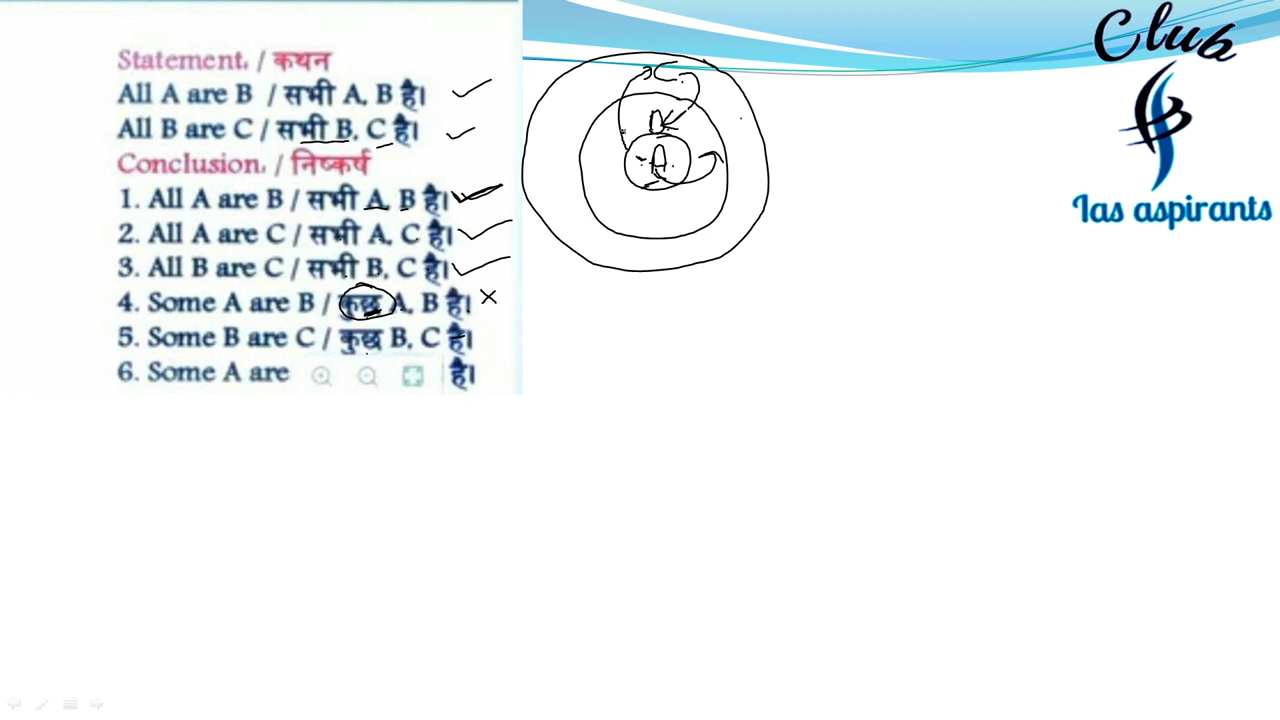 Statement. / कथन
All A are B / सभी A, B है।
All B are C / सभी B, C है।
Conclusion. / निष्कर्ष
1. All A are B / सभी A, B है।
2. All A are C / सभी A, C है।
3. All B are C / सभी B, C है।
4. Some A are B / कुछ A, B है।
5. Some B are C / कुछ B, C है।
6. Some A are है।
C
B
A
Club
Ias aspirants